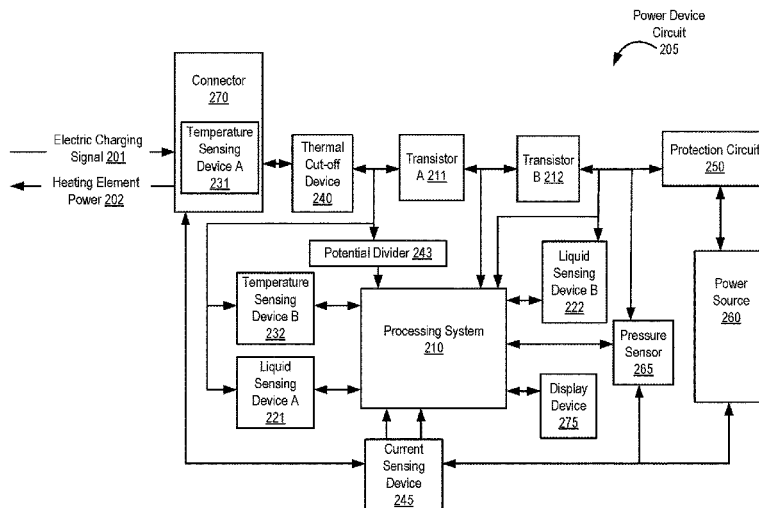 Power Device
Circuit
205
Connector
270
Electric Charging
Signal 201
Heating Element
Power 202
Temperature
Sensing
Device A
231
Thermal
Cut-off
Device
240
Transistor
A 211
Transistor
B 212
Protection Circuit
250
Potential Divider 243
Temperature
Sensing
Device B
232
Liquid
Sensing
Device A
221
Processing System
210
Liquid
Sensing
Device B
222
Pressure
Sensor
265
Power
Source
260
Display
Device
275
Current
Sensing
Device
245